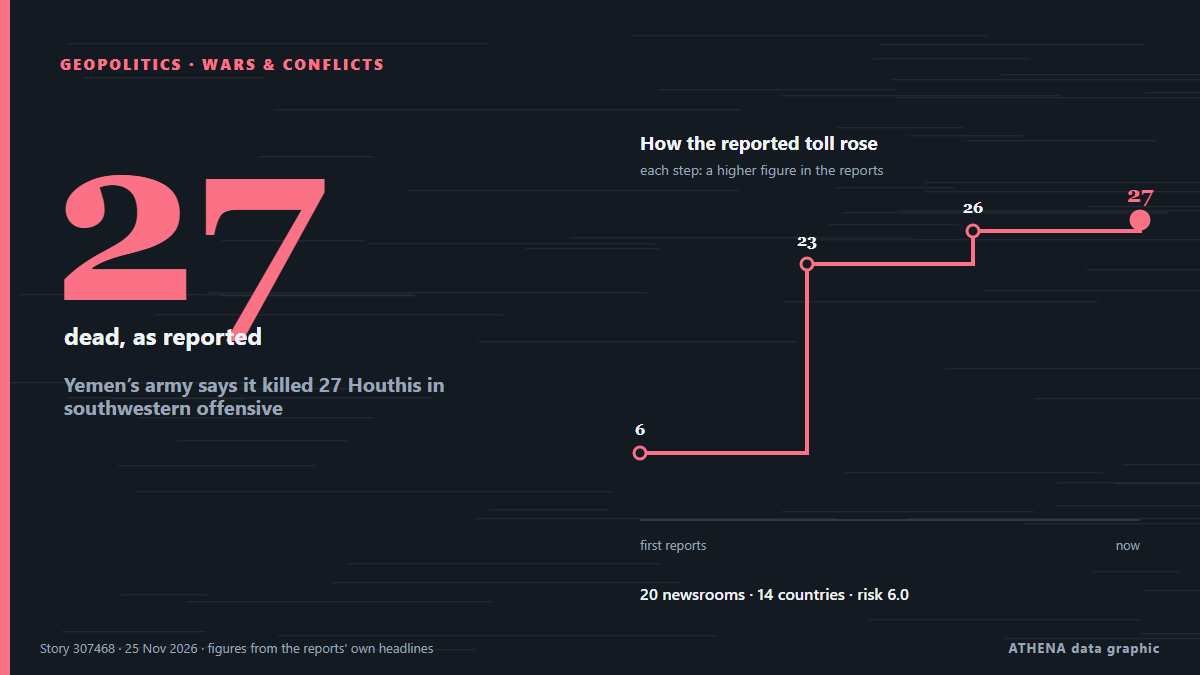 GEOPOLITICS · WARS & CONFLICTS
27
dead, as reported
Yemen’s army says it killed 27 Houthis in
southwestern offensive
How the reported toll rose
each step: a higher figure in the reports
6
23
26
27
first reports
now
20 newsrooms · 14 countries · risk 6.0
Story 307468 · 25 Nov 2026 · figures from the reports' own headlines
ATHENA data graphic